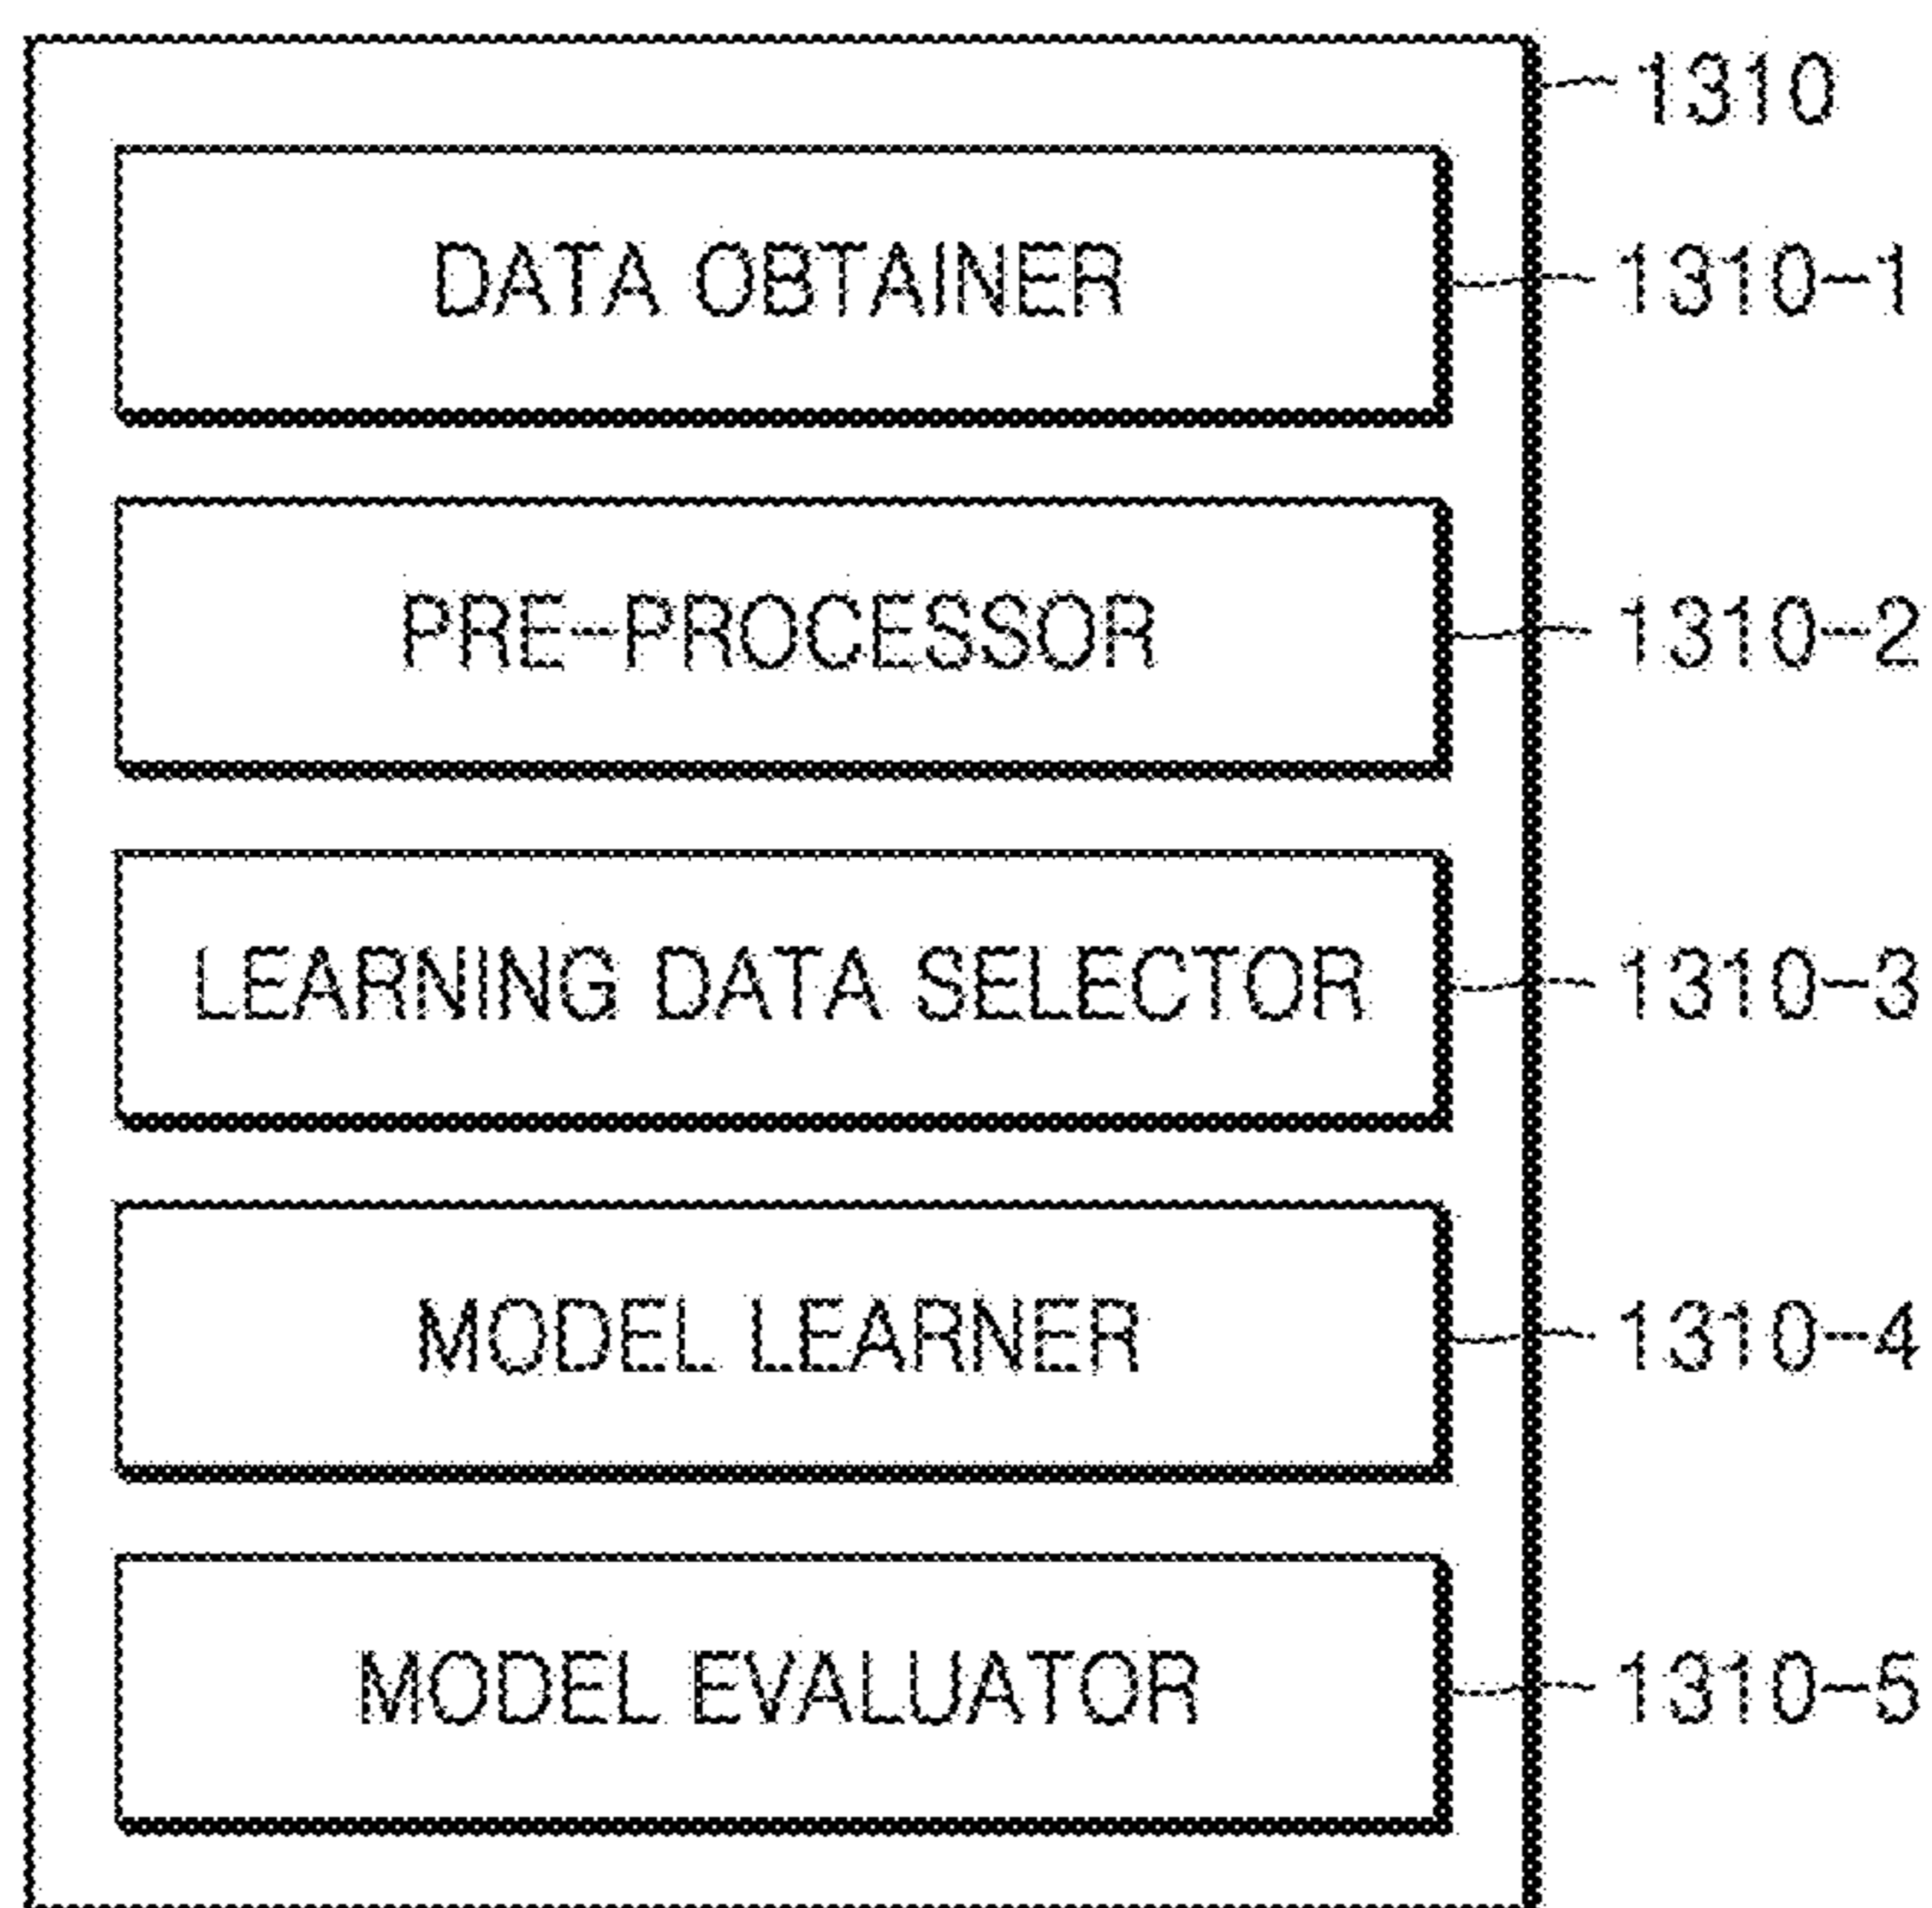 1310
DATA OBTAINER 1310-1
PRE-PROCESSOR 1310-2
LEARNING DATA SELECTOR 1310-3
MODEL LEARNER 1310-4
MODEL EVALUATOR 1310-5